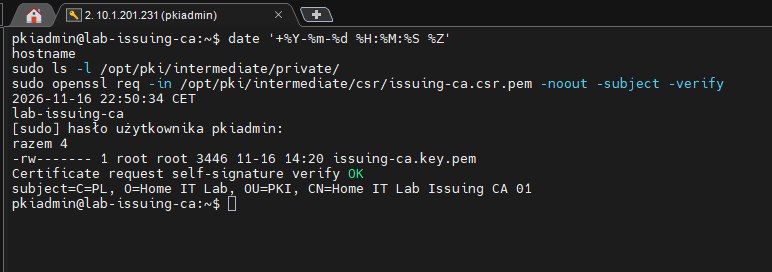 2. 10.1.201.231 (pkiadmin)
pkiadmin@lab-issuing-ca:~$ date '+%Y-%m-%d %H:%M:%S %Z'
hostname
sudo ls -l /opt/pki/intermediate/private/
sudo openssl req -in /opt/pki/intermediate/csr/issuing-ca.csr.pem -noout -subject -verify
2026-11-16 22:50:34 CET
lab-issuing-ca
[sudo] hasło użytkownika pkiadmin:
razem 4
-rw------- 1 root root 3446 11-16 14:20 issuing-ca.key.pem
Certificate request self-signature verify OK
subject=C=PL, O=Home IT Lab, OU=PKI, CN=Home IT Lab Issuing CA 01
pkiadmin@lab-issuing-ca:~$